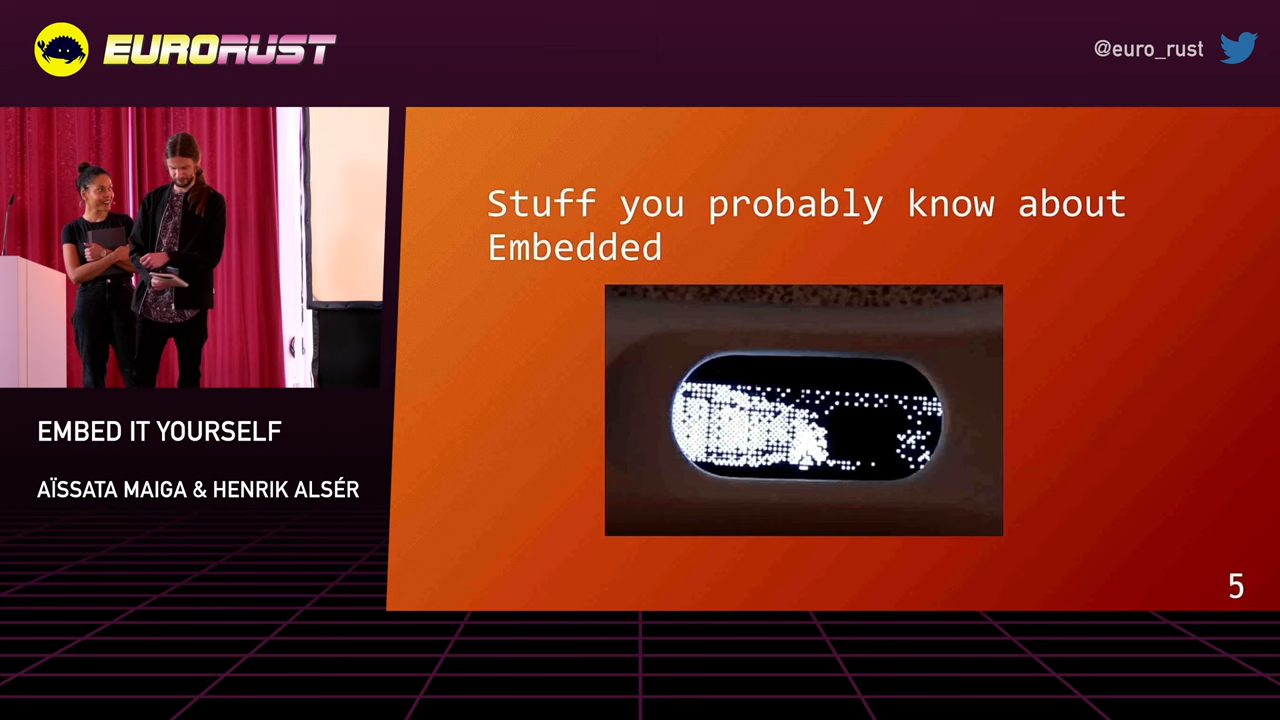 EURORUST
@euro_rust
Stuff you probably know about
Embedded
EMBED IT YOURSELF
AÏSSATA MAIGA & HENRIK ALSÉR
5